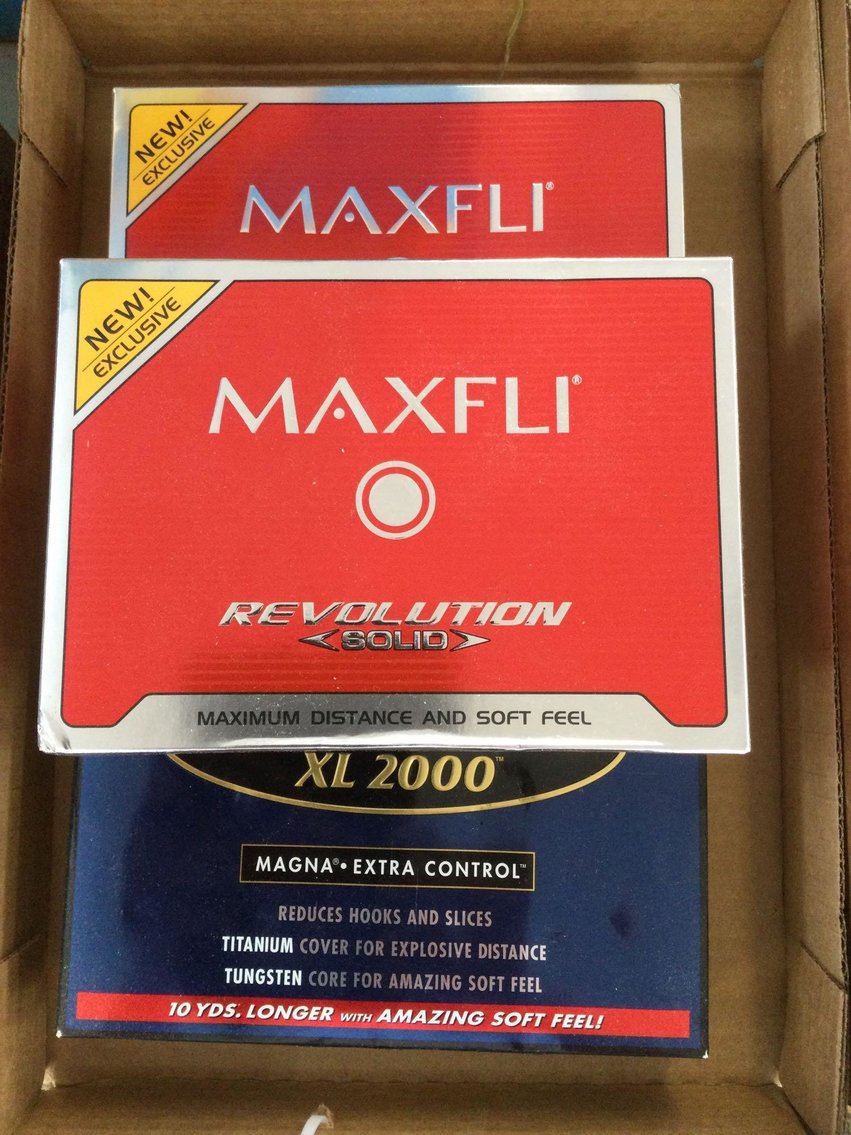 NEW!
EXCLUSIVE
MAXFLI®
NEW!
EXCLUSIVE
MAXFLI®
REVOLUTION
SOLID
MAXIMUM DISTANCE AND SOFT FEEL
XL 2000™
MAGNA®•EXTRA CONTROL™
REDUCES HOOKS AND SLICES
TITANIUM COVER FOR EXPLOSIVE DISTANCE
TUNGSTEN CORE FOR AMAZING SOFT FEEL
10 YDS. LONGER WITH AMAZING SOFT FEEL!